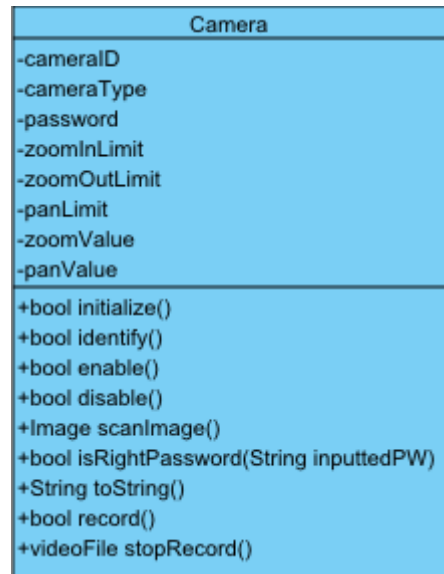 Camera
-cameraID
-cameraType
-password
-zoomInLimit
-zoomOutLimit
-panLimit
-zoomValue
-panValue
+bool initialize()
+bool identify()
+bool enable()
+bool disable()
+Image scanImage()
+bool isRightPassword(String inputtedPW)
+String toString()
+bool record()
+videoFile stopRecord()